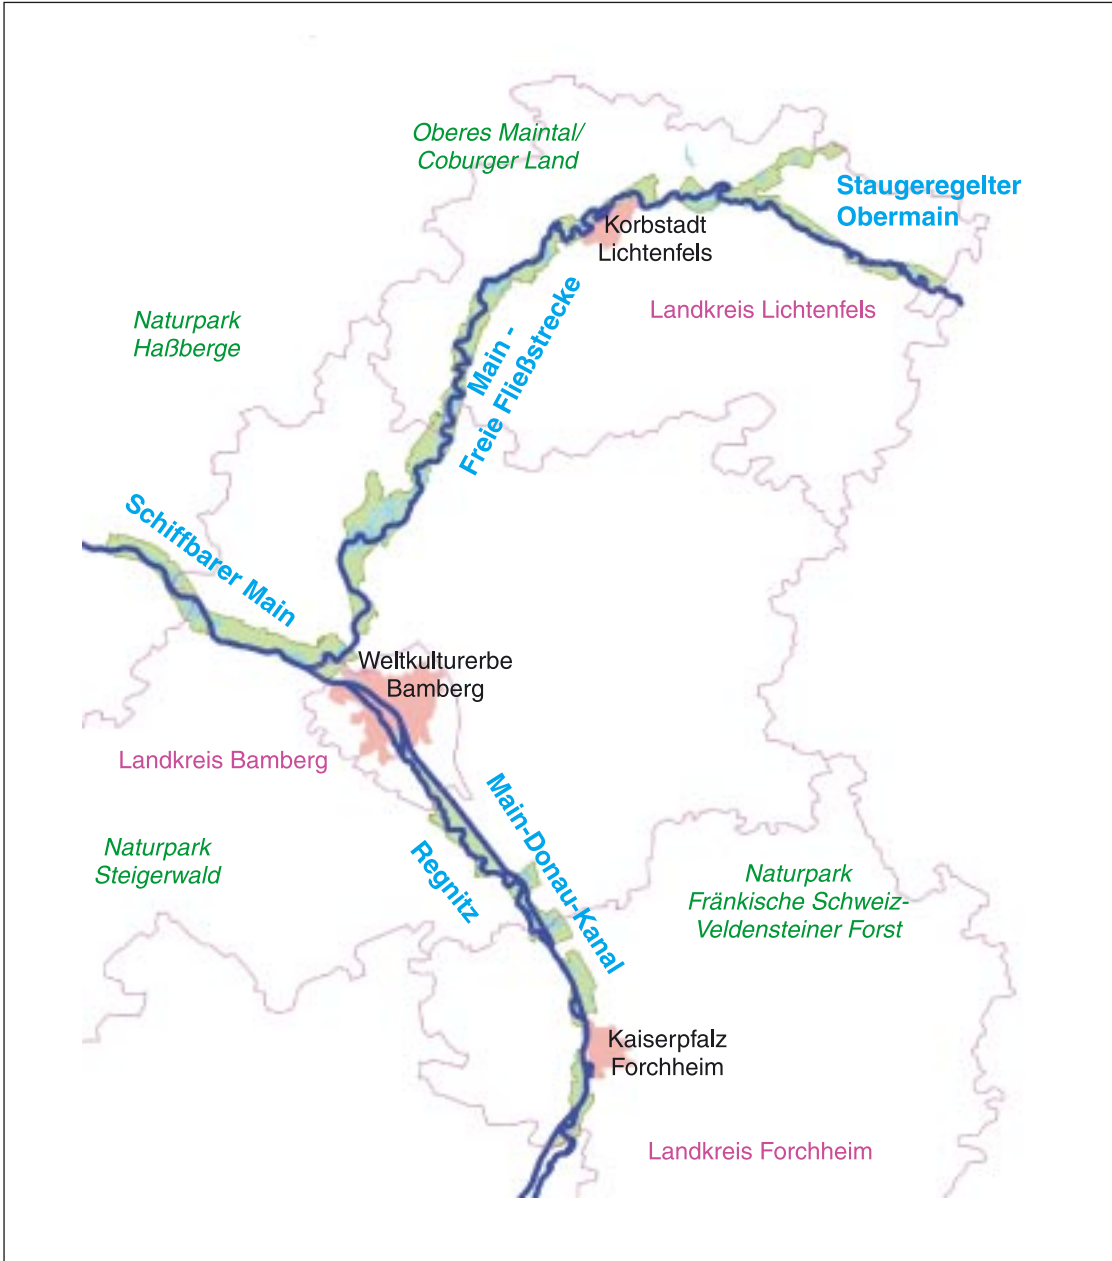 Oberes Maintal/
Coburger Land
Staugeregelter
Obermain
Korbstadt
Lichtenfels
Landkreis Lichtenfels
Naturpark
Haßberge
Main -
Freie Fließstrecke
Schiffbarer Main
Weltkulturerbe
Bamberg
Landkreis Bamberg
Main-Donau-Kanal
Regnitz
Naturpark
Steigerwald
Naturpark
Fränkische Schweiz-
Veldensteiner Forst
Kaiserpfalz
Forchheim
Landkreis Forchheim